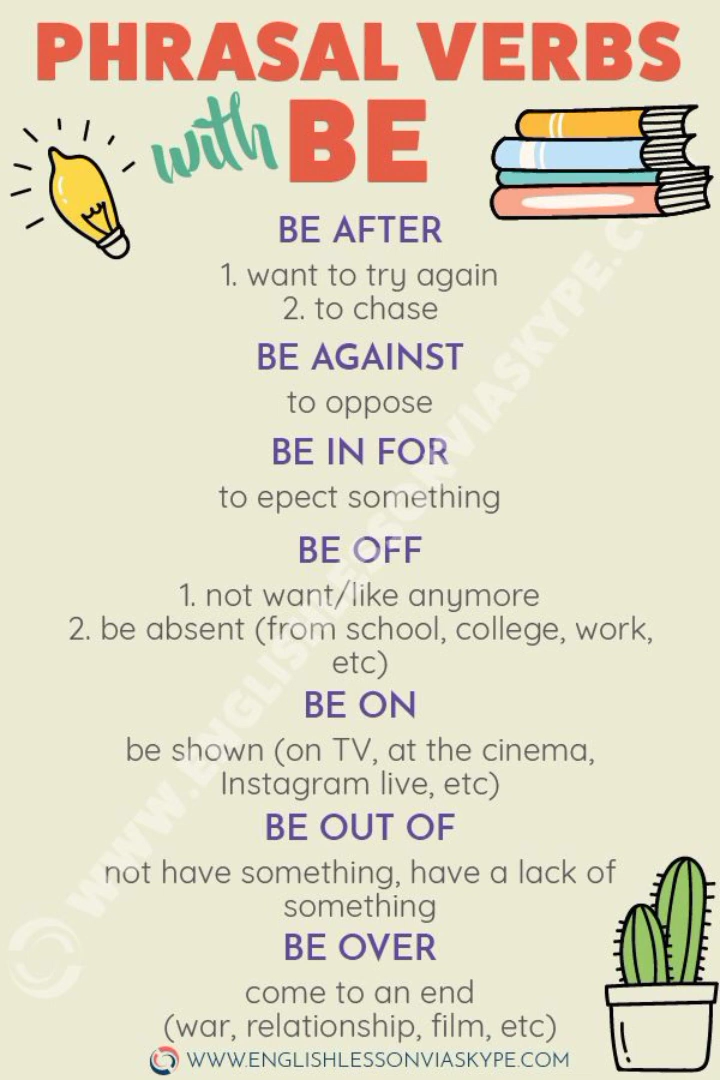 PHRASAL VERBS
with BE
BE AFTER
1. want to try again
2. to chase
BE AGAINST
to oppose
BE IN FOR
to epect something
BE OFF
1. not want/like anymore
2. be absent (from school, college, work,
etc)
BE ON
be shown (on TV, at the cinema,
Instagram live, etc)
BE OUT OF
not have something, have a lack of
something
BE OVER
come to an end
(war, relationship, film, etc)
WWW.ENGLISHLESSONVIASKYPE.COM
WWW.ENGLISHLESSONVIASKYPE.CO